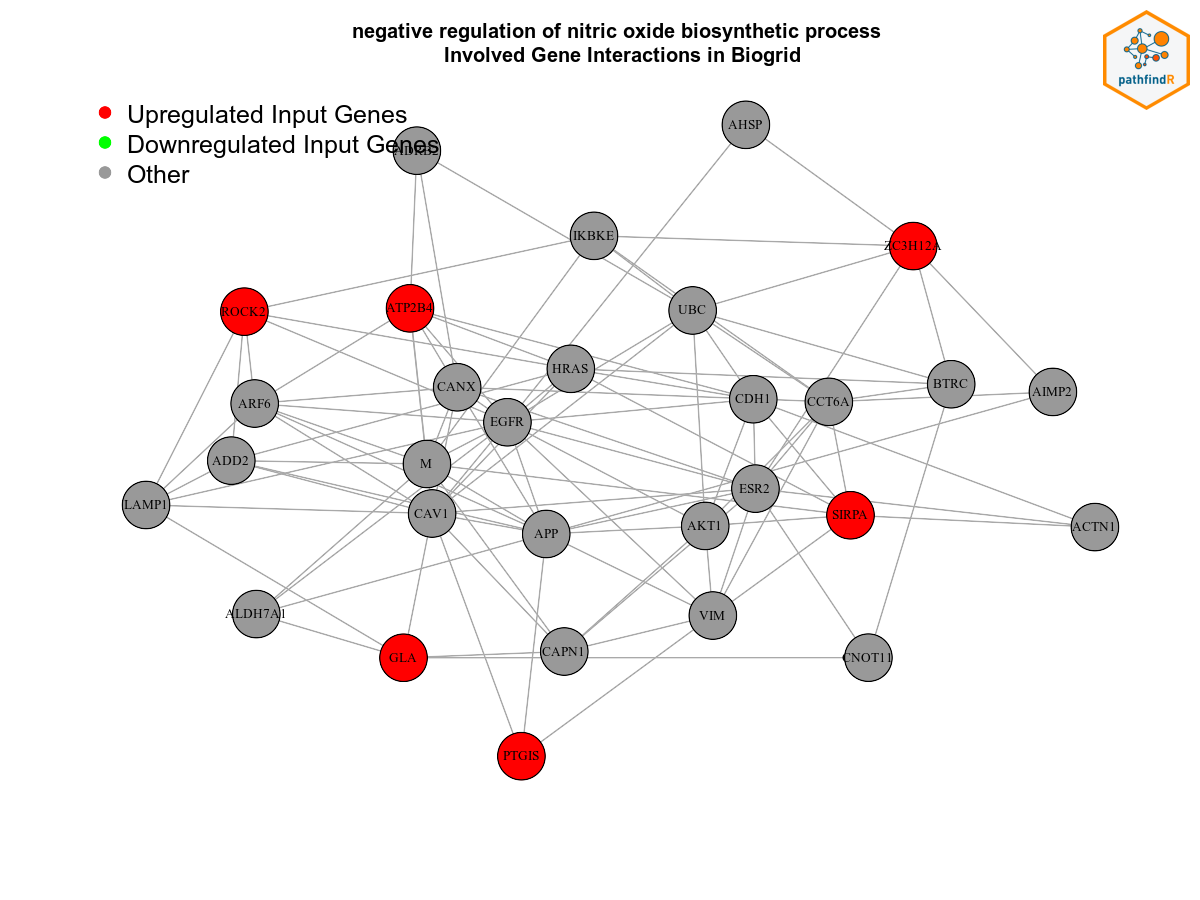 negative regulation of nitric oxide biosynthetic process
Involved Gene Interactions in Biogrid
pathfindR
Upregulated Input Genes
Downregulated Input Genes
Other
ADRB2
AHSP
IKBKE
ZC3H12A
ROCK2
ATP2B4
UBC
HRAS
CANX
BTRC
AIMP2
CDH1
CCT6A
ARF6
EGFR
ADD2
M
ESR2
LAMP1
CAV1
SIRPA
APP
AKT1
ACTN1
ALDH7A1
VIM
GLA
CAPN1
CNOT11
PTGIS